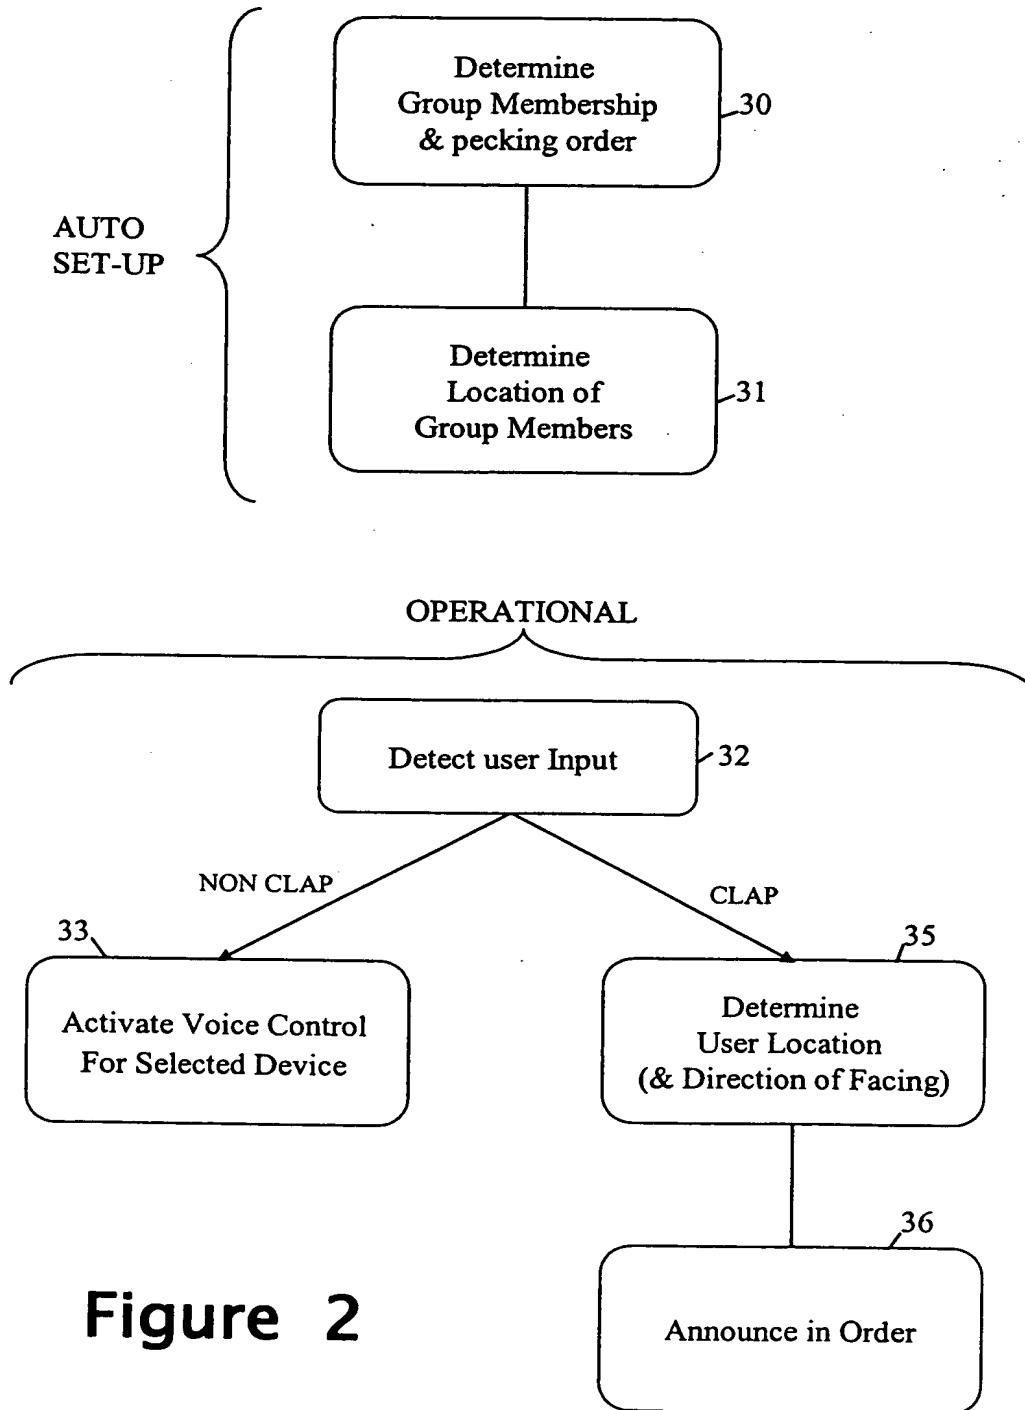 Determine
Group Membership
& pecking order
30
AUTO
SET-UP
Determine
Location of
Group Members
31
OPERATIONAL
Detect user Input
32
NON CLAP
CLAP
33
Activate Voice Control
For Selected Device
35
Determine
User Location
(& Direction of Facing)
36
Announce in Order
Figure 2